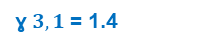 ɣ 3,1 = 1.4